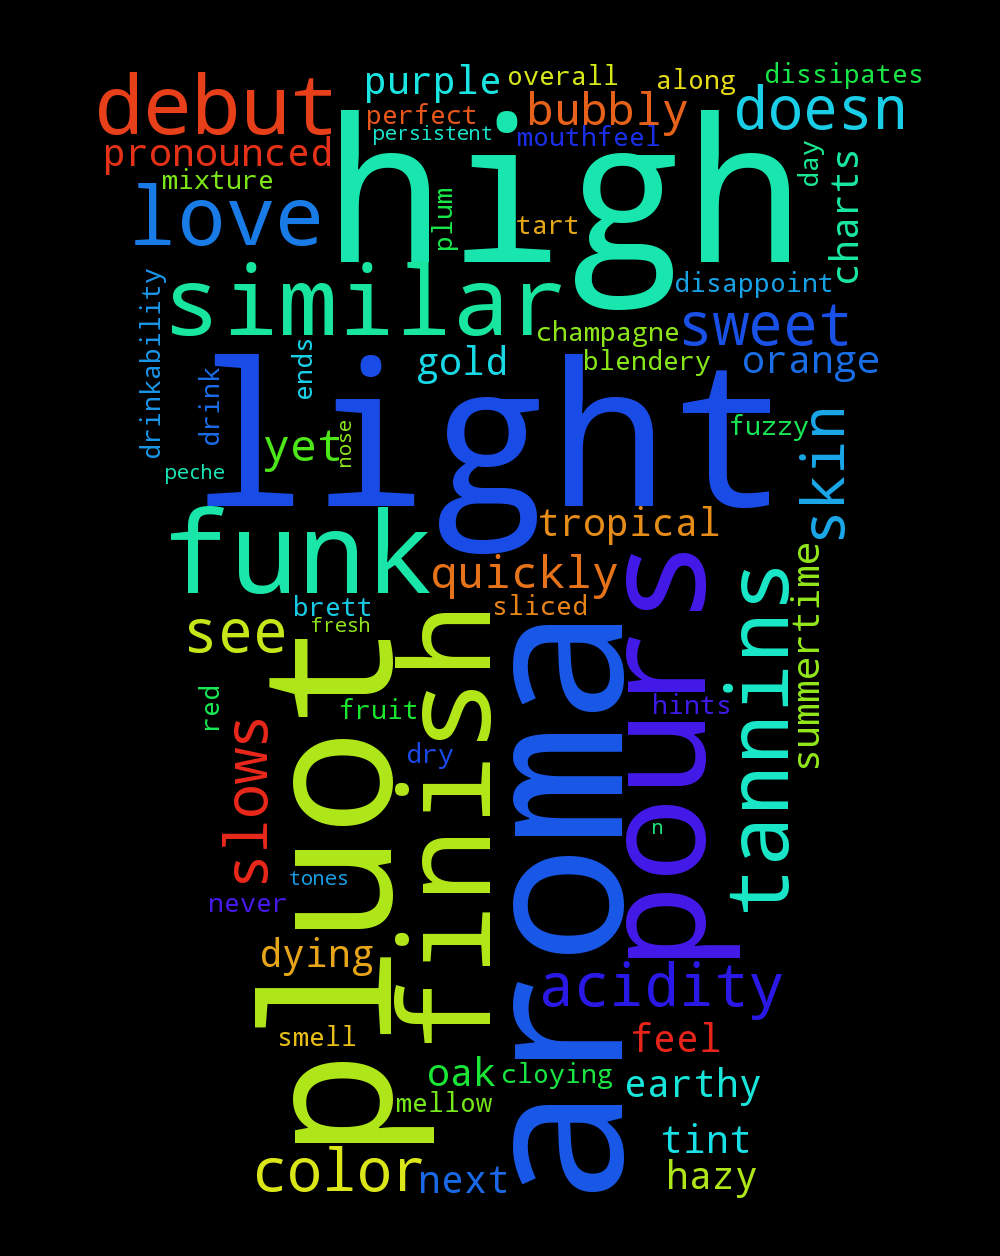 dissipates
purple
overall
along
debut
bubbly
doesn
perfect
persistent
mouthfeel
high
pronounced
day
charts
mixture
love
plum
tart
similar
disappoint
drinkability
champagne
sweet
ends
gold
blendery
orange
light
drink
yet
nose
fuzzy
skin
peche
funk
tropical
quickly
pours
summertime
tannins
brett
sliced
see
fresh
pluot
finish
aroma
red
fruit
hints
slows
dry
n
tones
never
dying
acidity
smell
feel
oak
cloying
earthy
mellow
tint
color
next
hazy